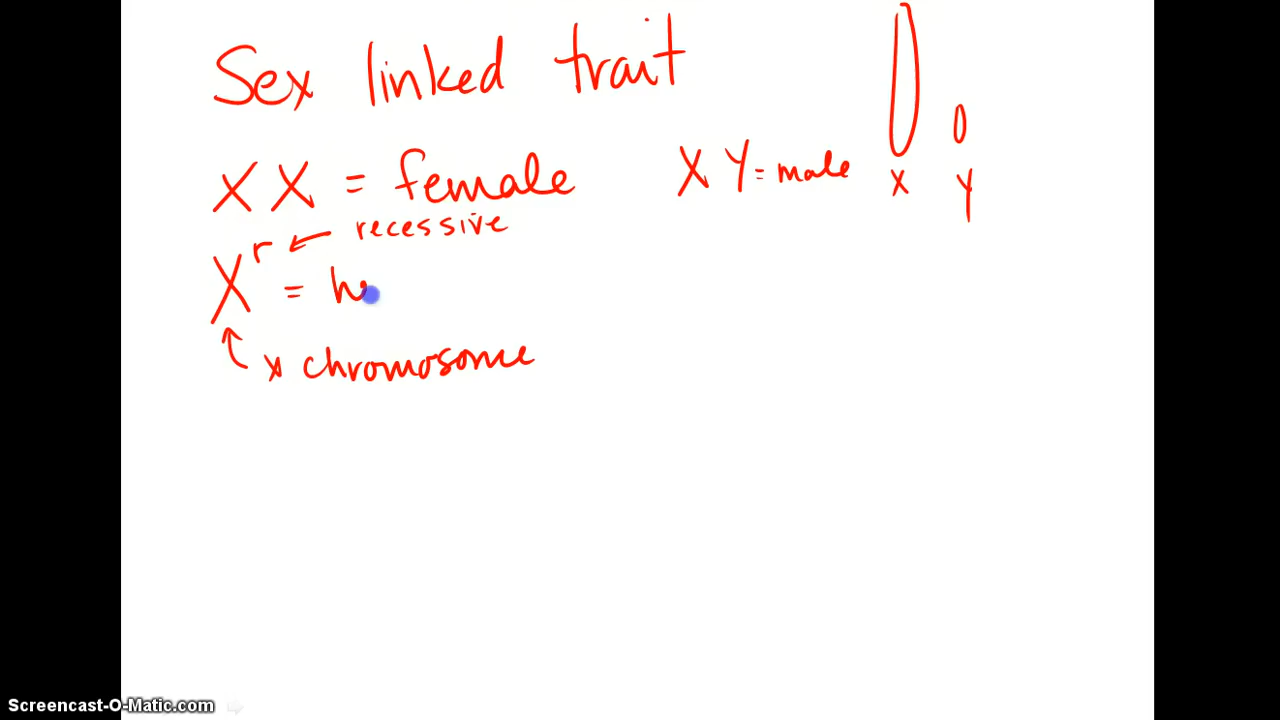 Sex linked trait
XX = female
XY = male
X Y
X^r ← recessive
=
x chromosome
Screencast-O-Matic.com